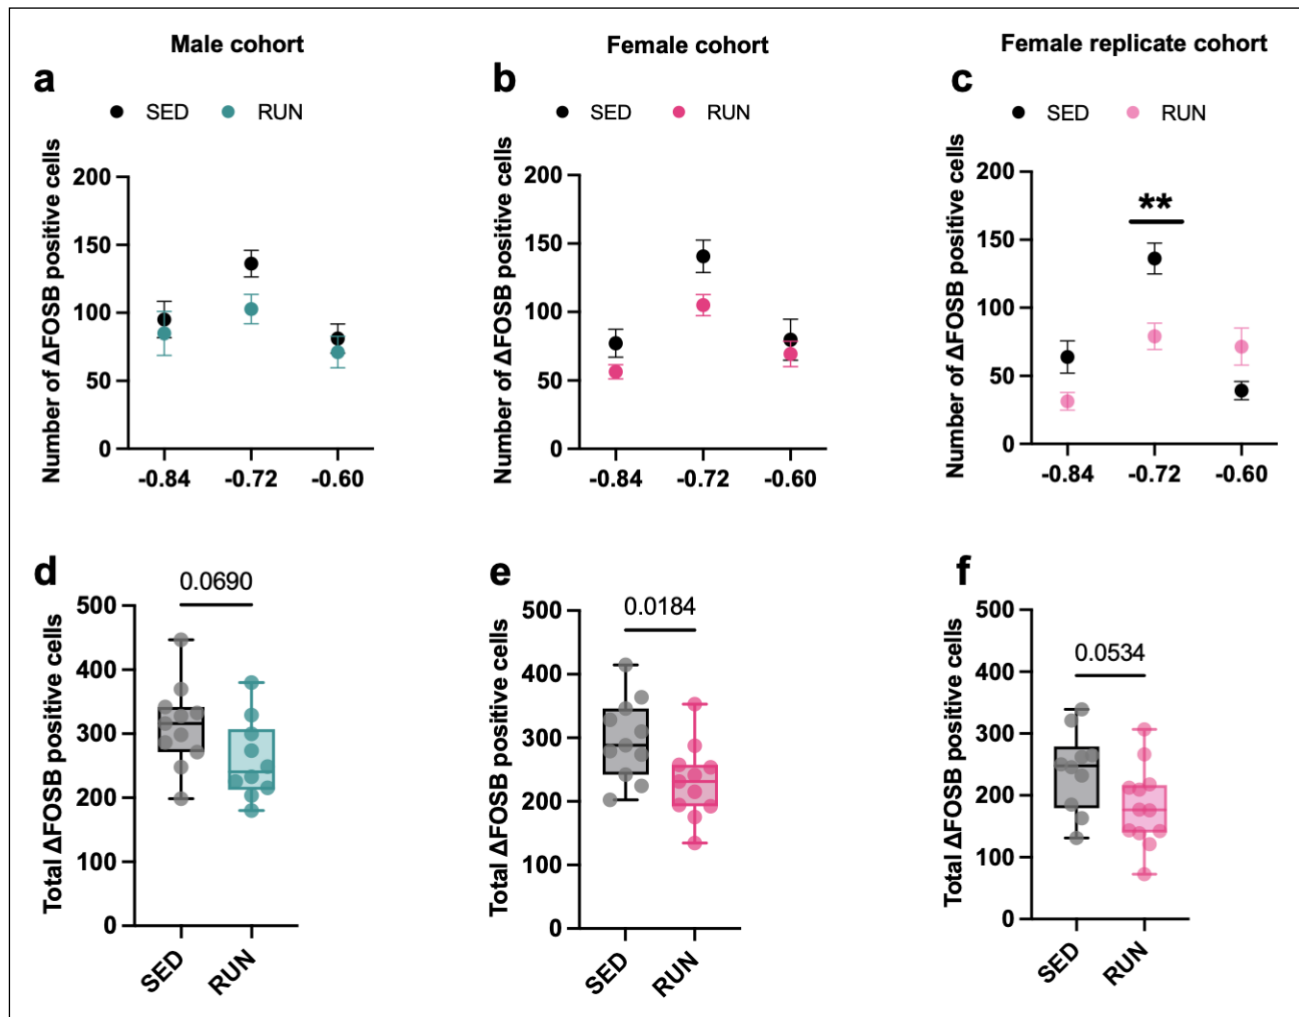 Male cohort
Female cohort
Female replicate cohort
a
b
c
SED RUN
SED RUN
SED RUN
Number of ΔFOSB positive cells
200
150
100
50
0
-0.84 -0.72 -0.60
Number of ΔFOSB positive cells
200
150
100
50
0
-0.84 -0.72 -0.60
Number of ΔFOSB positive cells
200
150
100
50
0
**
-0.84 -0.72 -0.60
d
Total ΔFOSB positive cells
500
400
300
200
100
0
0.0690
SED RUN
e
Total ΔFOSB positive cells
500
400
300
200
100
0
0.0184
SED RUN
f
Total ΔFOSB positive cells
500
400
300
200
100
0
0.0534
SED RUN